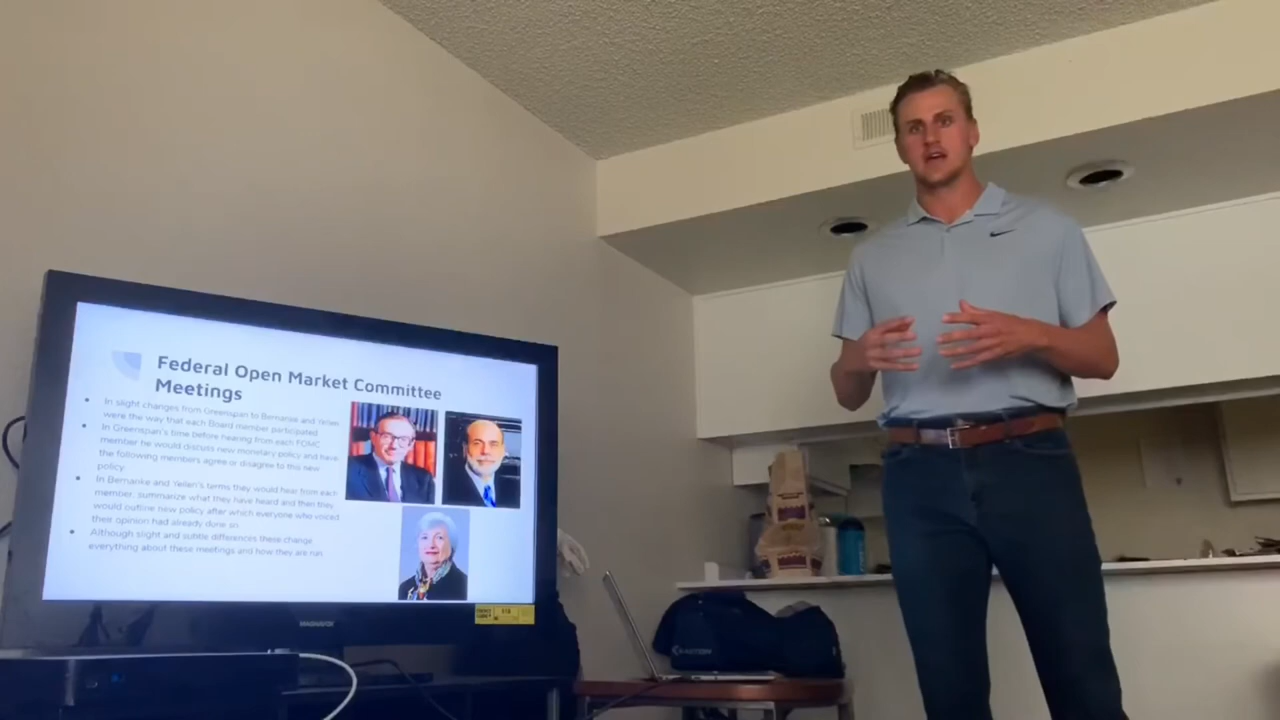 Federal Open Market Committee
Meetings
In slight changes from Greenspan to Bernanke and Yellen
were the way that each Board member participated
In Greenspan's time before hearing from each FOMC
member he would discuss new monetary policy and have
the following members agree or disagree to this new
policy.
In Bernanke and Yellen's terms they would hear from each
member, summarize what they have heard and then they
would outline new policy after which everyone who voiced
their opinion had already done so.
Although slight and subtle differences these change
everything about these meetings and how they are run.
MAGNAVOX
EASTON